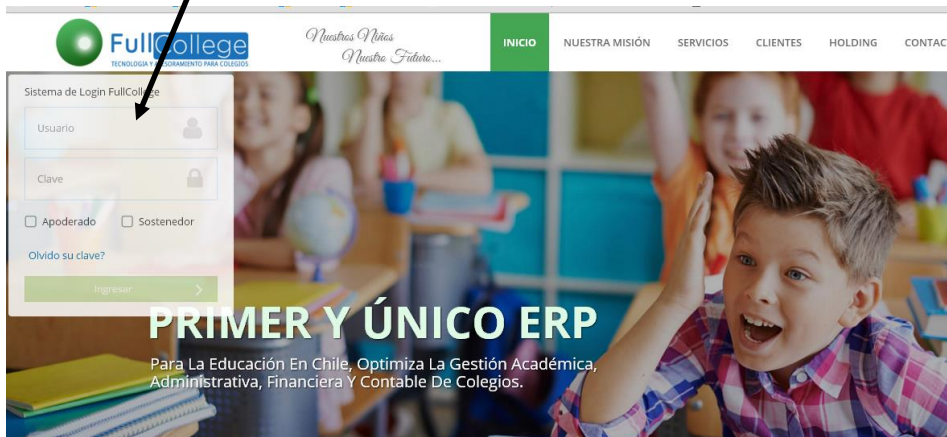 FullCollege
TECNOLOGIA Y ASESORAMIENTO PARA COLEGIOS
Nuestros Niños
Nuestro Futuro...
INICIO
NUESTRA MISIÓN
SERVICIOS
CLIENTES
HOLDING
CONTAC
Sistema de Login FullCollege
Usuario
Clave
Apoderado
Sostenedor
Olvido su clave?
Ingresar
PRIMER Y ÚNICO ERP
Para La Educación En Chile, Optimiza La Gestión Académica,
Administrativa, Financiera Y Contable De Colegios.